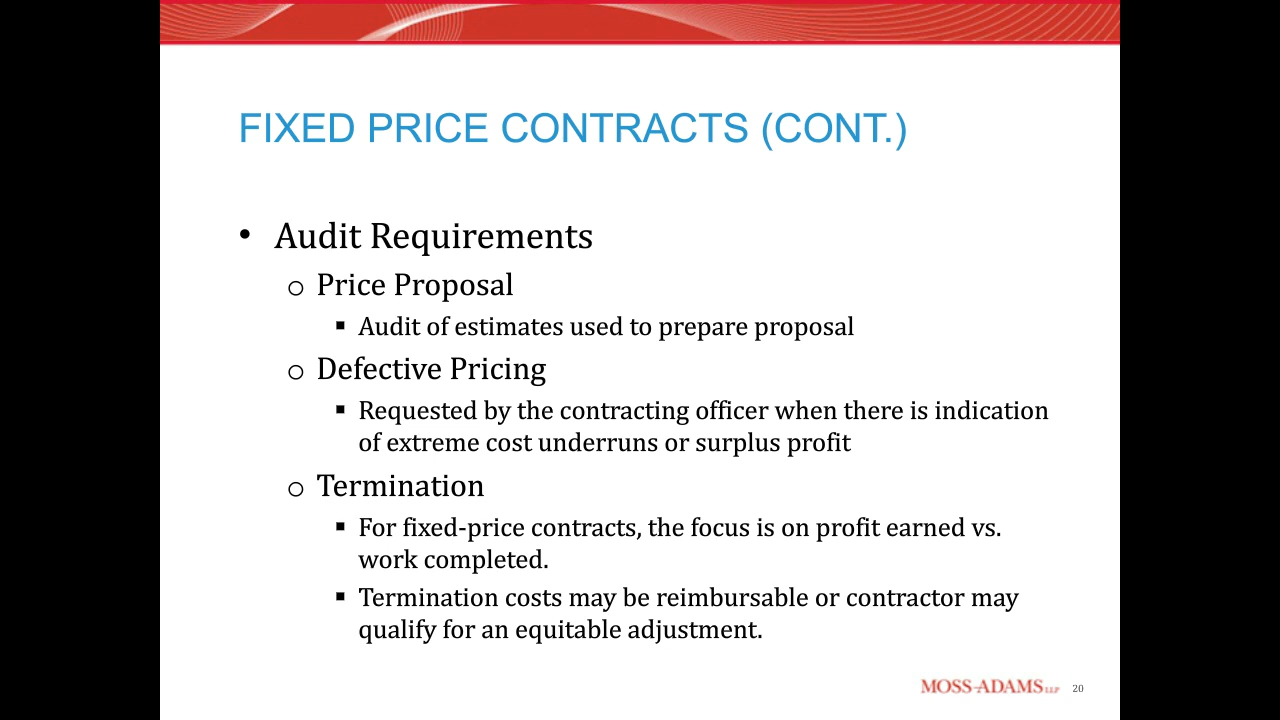 FIXED PRICE CONTRACTS (CONT.)
• Audit Requirements
o Price Proposal
▪ Audit of estimates used to prepare proposal
o Defective Pricing
▪ Requested by the contracting officer when there is indication
of extreme cost underruns or surplus profit
o Termination
▪ For fixed-price contracts, the focus is on profit earned vs.
work completed.
▪ Termination costs may be reimbursable or contractor may
qualify for an equitable adjustment.
MOSS-ADAMS LLP 20